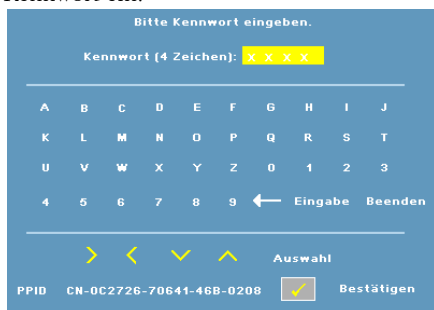 Bitte Kennwort eingeben.
Kennwort (4 Zeichen): X X X X
A B C D E F G H I J
K L M N O P Q R S T
U V W X Y Z 0 1 2 3
4 5 6 7 8 9 ← Eingabe Beenden
> < ∨ ∧ Auswahl
PPID CN-0C2726-70641-46B-0208 ✓ Bestätigen